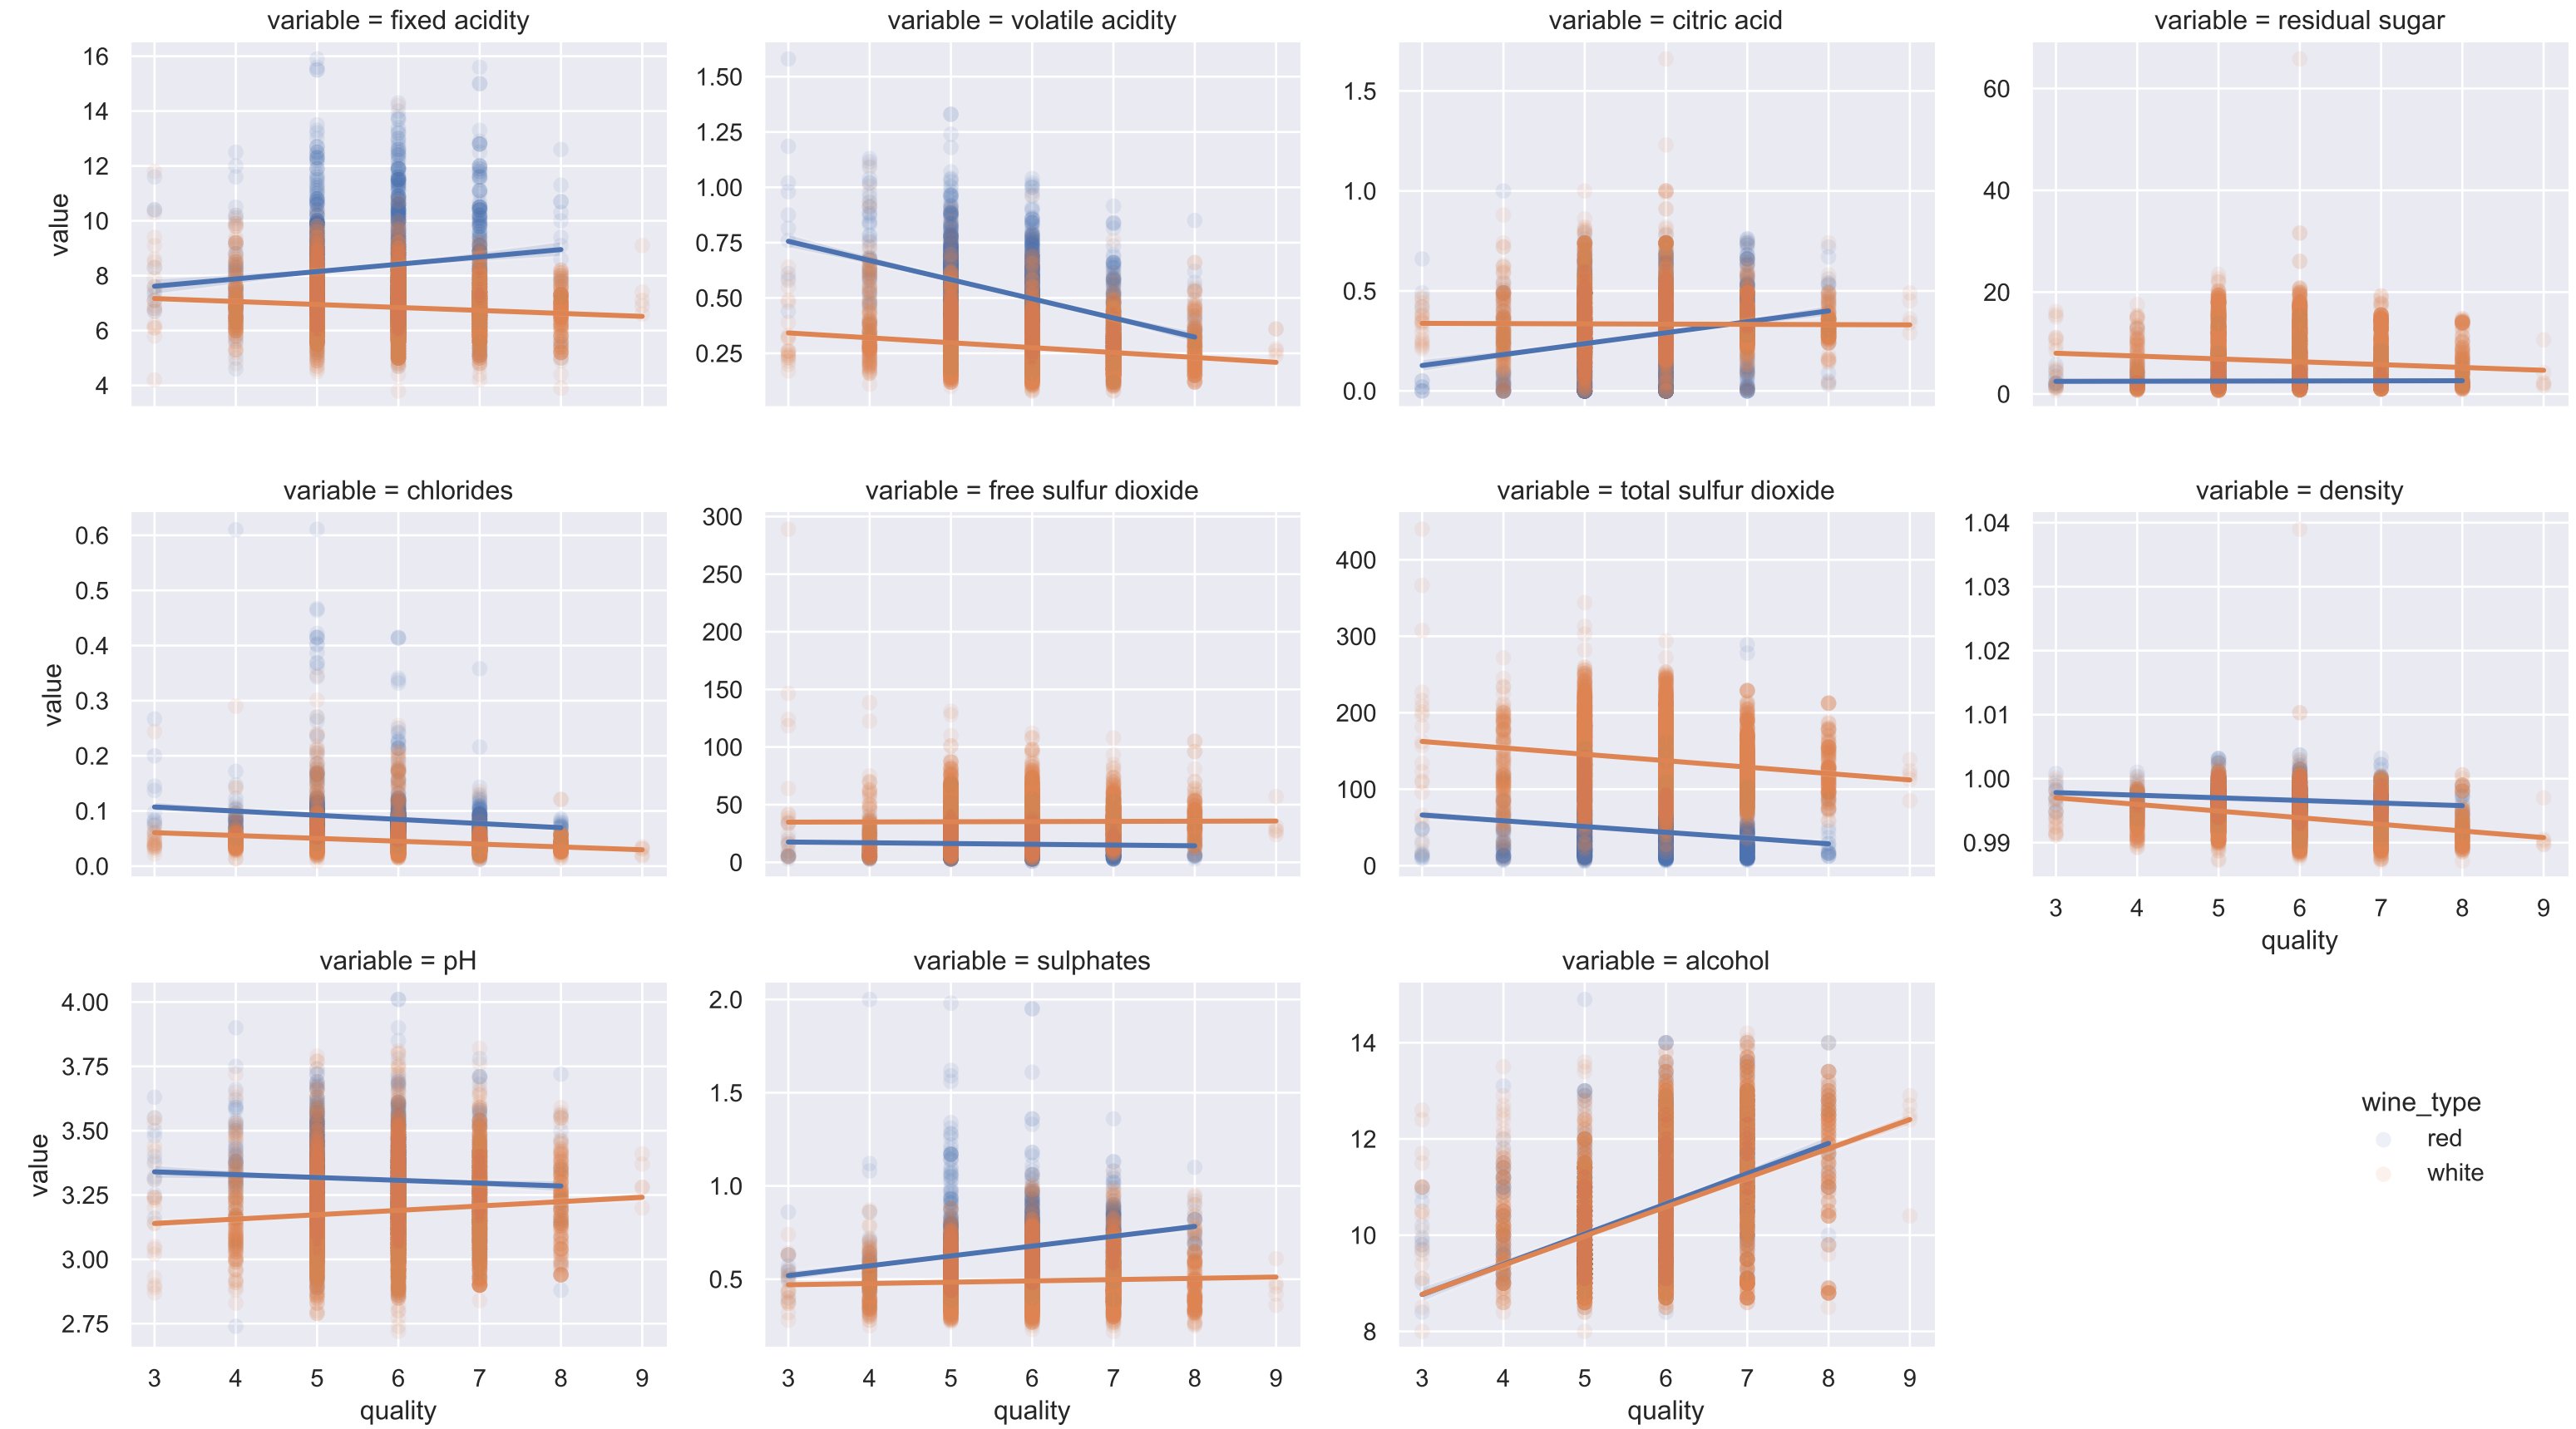 variable = fixed acidity
16
14
12
10
8
6
4
value
variable = volatile acidity
1.50
1.25
1.00
0.75
0.50
0.25
variable = citric acid
1.5
1.0
0.5
0.0
variable = residual sugar
60
40
20
0
variable = chlorides
0.6
0.5
0.4
0.3
0.2
0.1
0.0
value
variable = free sulfur dioxide
300
250
200
150
100
50
0
variable = total sulfur dioxide
400
300
200
100
0
variable = density
1.04
1.03
1.02
1.01
1.00
0.99
3 4 5 6 7 8 9
quality
variable = pH
4.00
3.75
3.50
3.25
3.00
2.75
value
3 4 5 6 7 8 9
quality
variable = sulphates
2.0
1.5
1.0
0.5
3 4 5 6 7 8 9
quality
variable = alcohol
14
12
10
8
3 4 5 6 7 8 9
quality
wine_type
red
white